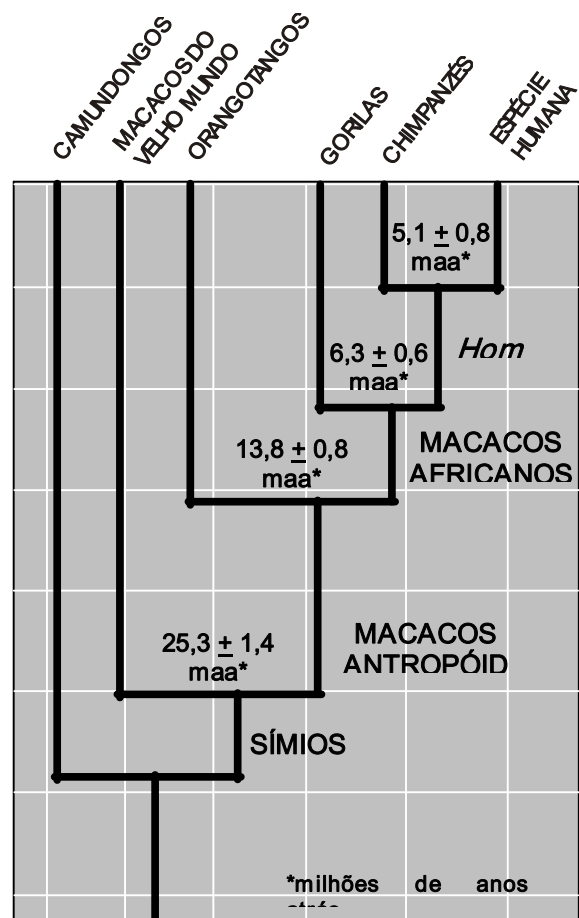 CAMUNDONGOS
MACACOS DO
VELHO MUNDO
ORANGOTANGOS
GORILAS
CHIMPANZÉS
ESPÉCIE
HUMANA
5,1 ± 0,8
maa*
6,3 ± 0,6
maa*
Hom
13,8 ± 0,8
maa*
MACACOS
AFRICANOS
25,3 ± 1,4
maa*
MACACOS
ANTROPÓID
SÍMIOS
*milhões de anos